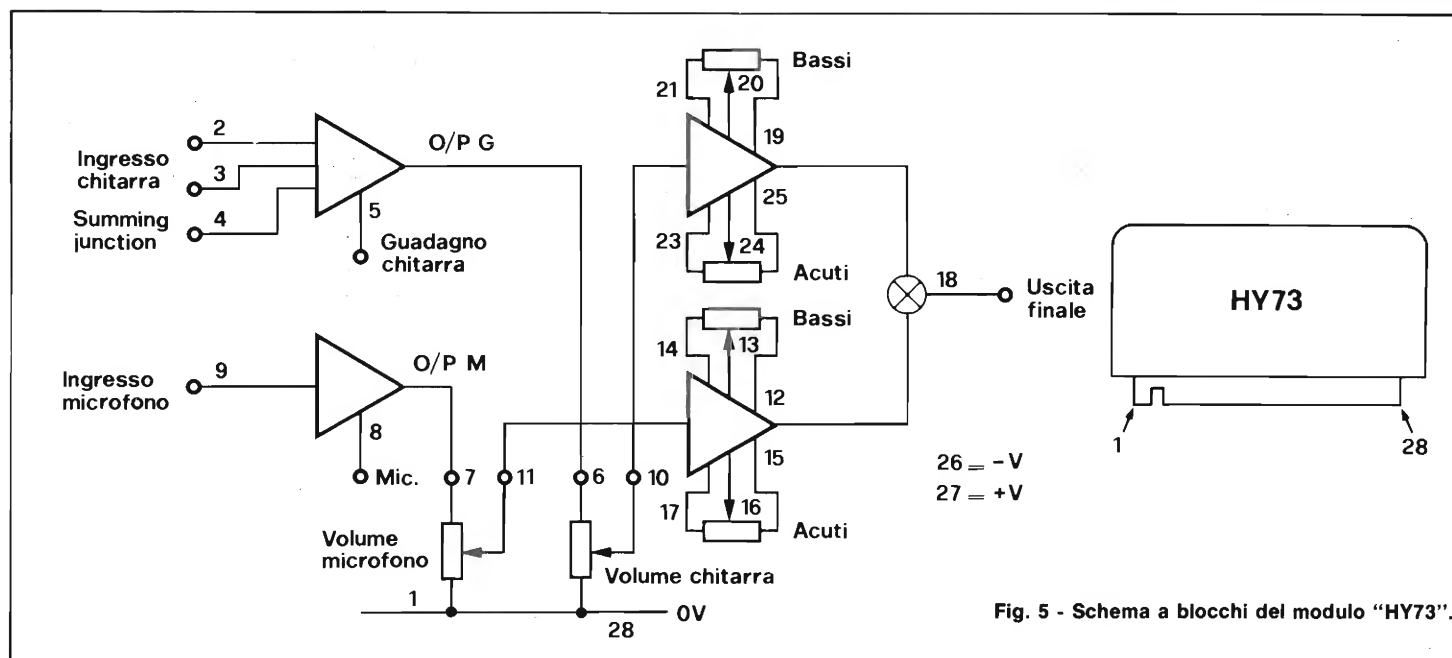 2
Ingresso
chitarra
3
Summing
junction
4
O/P G
5
Guadagno
chitarra
Ingresso
microfono
9
O/P M
8
Mic.
7
11
6
10
Volume
microfono
Volume chitarra
1
28
0V
Bassi
21
20
19
25
23
24
Acuti
Bassi
14
13
12
15
17
16
Acuti
18
Uscita
finale
26 = -V
27 = +V
HY73
1
28
Fig. 5 - Schema a blocchi del modulo "HY73".